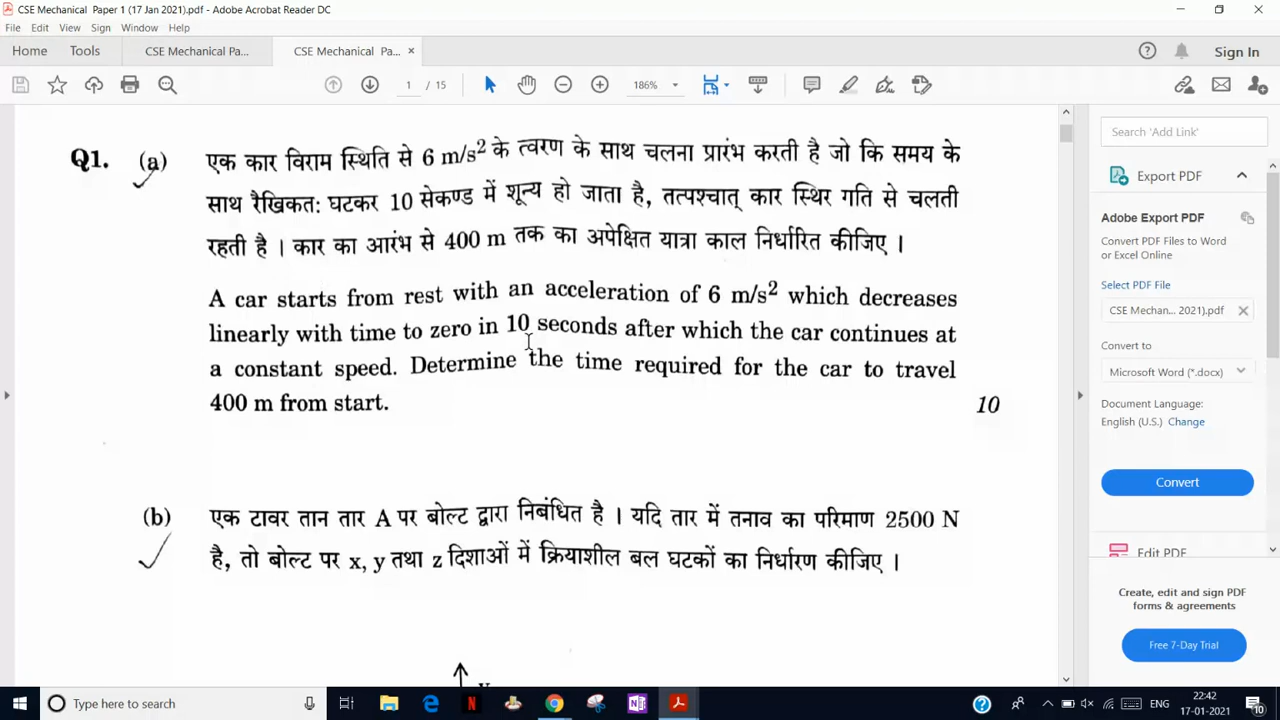 CSE Mechanical Paper 1 (17 Jan 2021).pdf - Adobe Acrobat Reader DC
File Edit View Sign Window Help
Home Tools CSE Mechanical Pa... CSE Mechanical Pa... × Sign In
1 / 15 186%
Q1. (a) एक कार विराम स्थिति से 6 m/s² के त्वरण के साथ चलना प्रारंभ करती है जो कि समय के
साथ रैखिकत: घटकर 10 सेकण्ड में शून्य हो जाता है, तत्पश्चात् कार स्थिर गति से चलती
रहती है । कार का आरंभ से 400 m तक का अपेक्षित यात्रा काल निर्धारित कीजिए ।
A car starts from rest with an acceleration of 6 m/s² which decreases
linearly with time to zero in 10 seconds after which the car continues at
a constant speed. Determine the time required for the car to travel
400 m from start. 10
(b) एक टावर तान तार A पर बोल्ट द्वारा निबंधित है । यदि तार में तनाव का परिमाण 2500 N
है, तो बोल्ट पर x, y तथा z दिशाओं में क्रियाशील बल घटकों का निर्धारण कीजिए ।
Search 'Add Link'
Export PDF
Adobe Export PDF
Convert PDF Files to Word
or Excel Online
Select PDF File
CSE Mechan... 2021).pdf
Convert to
Microsoft Word (*.docx)
Document Language:
English (U.S.) Change
Convert
Edit PDF
Create, edit and sign PDF
forms & agreements
Free 7-Day Trial
Type here to search
ENG
22:42
17-01-2021
10